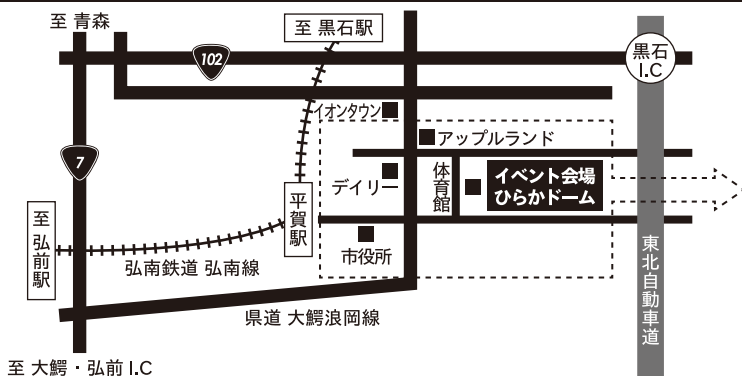 至 青森
至 黒石駅
102
黒石
I.C
イオンタウン
アップルランド
7
デイリー
体育館
イベント会場
ひらかドーム
至 弘前駅
平賀駅
市役所
弘南鉄道 弘南線
東北自動車道
県道 大鰐浪岡線
至 大鰐・弘前 I.C